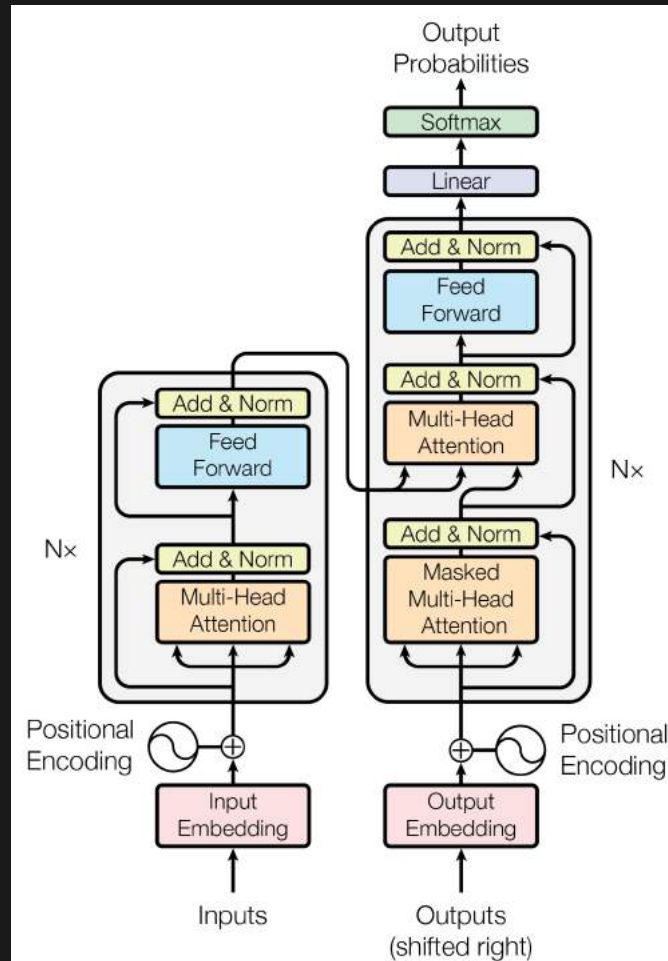 Output
Probabilities
Softmax
Linear
Add & Norm
Feed
Forward
Add & Norm
Multi-Head
Attention
Add & Norm
Masked
Multi-Head
Attention
N×
Add & Norm
Feed
Forward
Add & Norm
Multi-Head
Attention
N×
Positional
Encoding
Positional
Encoding
Input
Embedding
Output
Embedding
Inputs
Outputs
(shifted right)